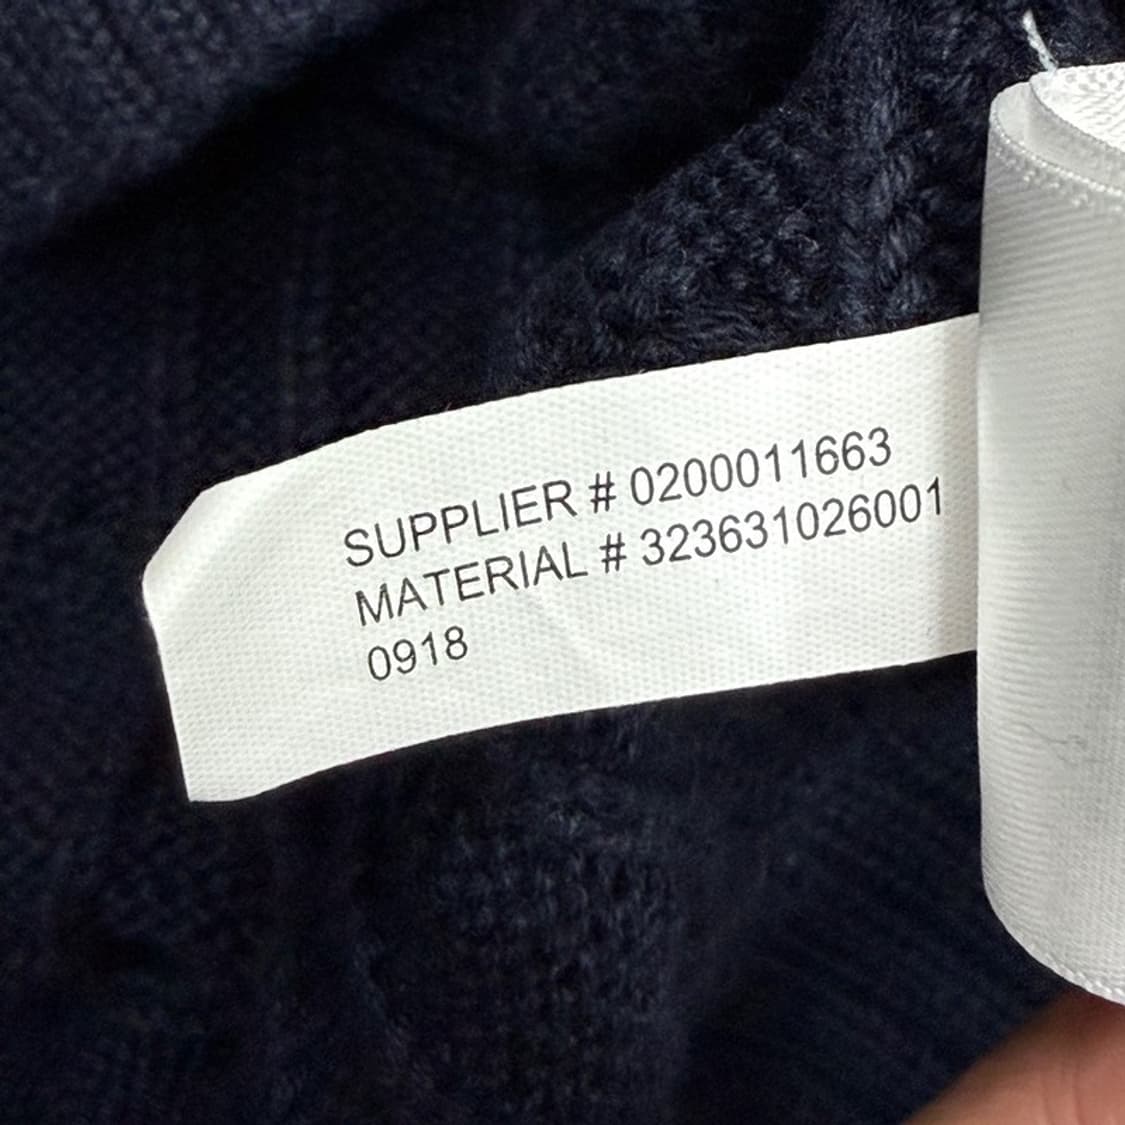 SUPPLIER # 0200011663
MATERIAL # 323631026001
0918